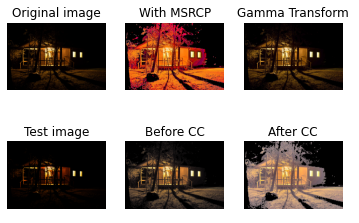 Original image
With MSRCP
Gamma Transform
Test image
Before CC
After CC